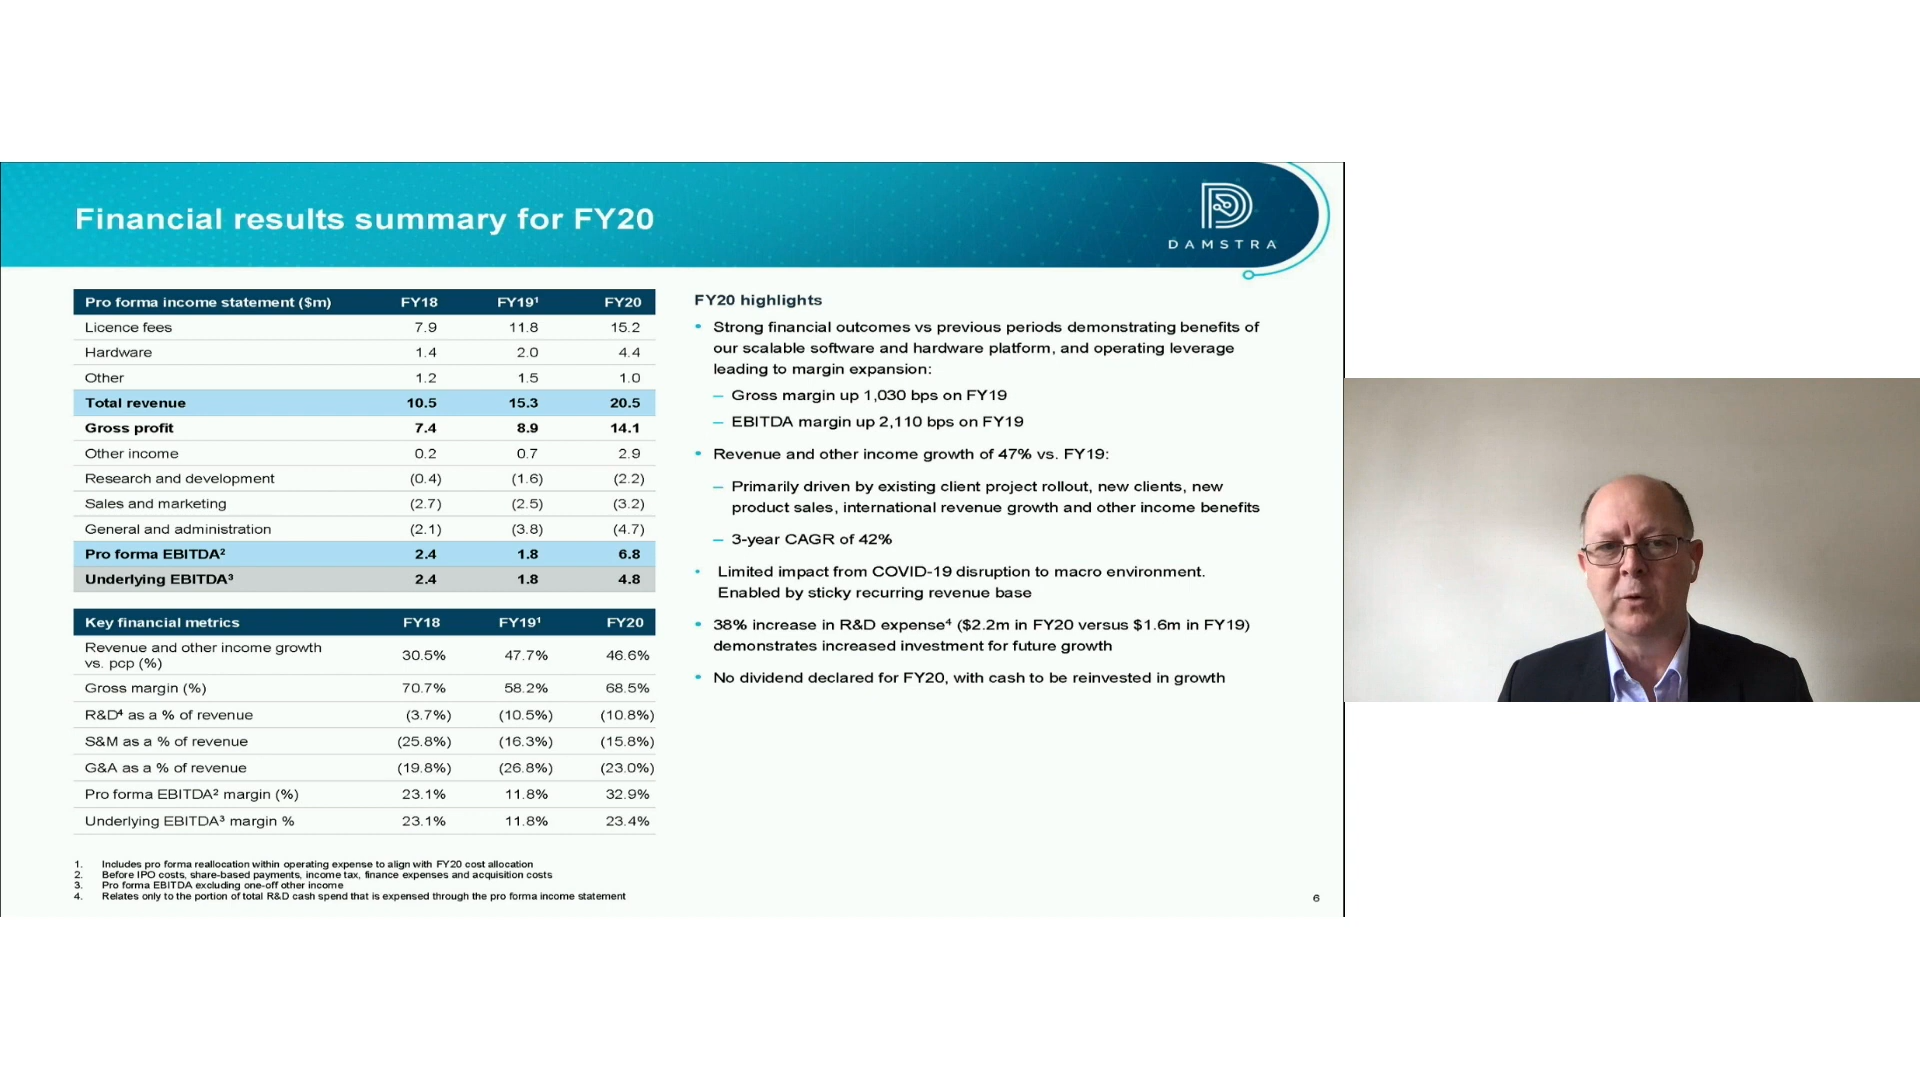 Financial results summary for FY20
DAMSTRA
Pro forma income statement ($m) FY18 FY19¹ FY20
Licence fees 7.9 11.8 15.2
Hardware 1.4 2.0 4.4
Other 1.2 1.5 1.0
Total revenue 10.5 15.3 20.5
Gross profit 7.4 8.9 14.1
Other income 0.2 0.7 2.9
Research and development (0.4) (1.6) (2.2)
Sales and marketing (2.7) (2.5) (3.2)
General and administration (2.1) (3.8) (4.7)
Pro forma EBITDA² 2.4 1.8 6.8
Underlying EBITDA³ 2.4 1.8 4.8
Key financial metrics FY18 FY19¹ FY20
Revenue and other income growth
vs. pcp (%) 30.5% 47.7% 46.6%
Gross margin (%) 70.7% 58.2% 68.5%
R&D⁴ as a % of revenue (3.7%) (10.5%) (10.8%)
S&M as a % of revenue (25.8%) (16.3%) (15.8%)
G&A as a % of revenue (19.8%) (26.8%) (23.0%)
Pro forma EBITDA² margin (%) 23.1% 11.8% 32.9%
Underlying EBITDA³ margin % 23.1% 11.8% 23.4%
1. Includes pro forma reallocation within operating expense to align with FY20 cost allocation
2. Before IPO costs, share-based payments, income tax, finance expenses and acquisition costs
3. Pro forma EBITDA excluding one-off other income
4. Relates only to the portion of total R&D cash spend that is expensed through the pro forma income statement
FY20 highlights
• Strong financial outcomes vs previous periods demonstrating benefits of
our scalable software and hardware platform, and operating leverage
leading to margin expansion:
– Gross margin up 1,030 bps on FY19
– EBITDA margin up 2,110 bps on FY19
• Revenue and other income growth of 47% vs. FY19:
– Primarily driven by existing client project rollout, new clients, new
product sales, international revenue growth and other income benefits
– 3-year CAGR of 42%
• Limited impact from COVID-19 disruption to macro environment.
Enabled by sticky recurring revenue base
• 38% increase in R&D expense⁴ ($2.2m in FY20 versus $1.6m in FY19)
demonstrates increased investment for future growth
• No dividend declared for FY20, with cash to be reinvested in growth
6